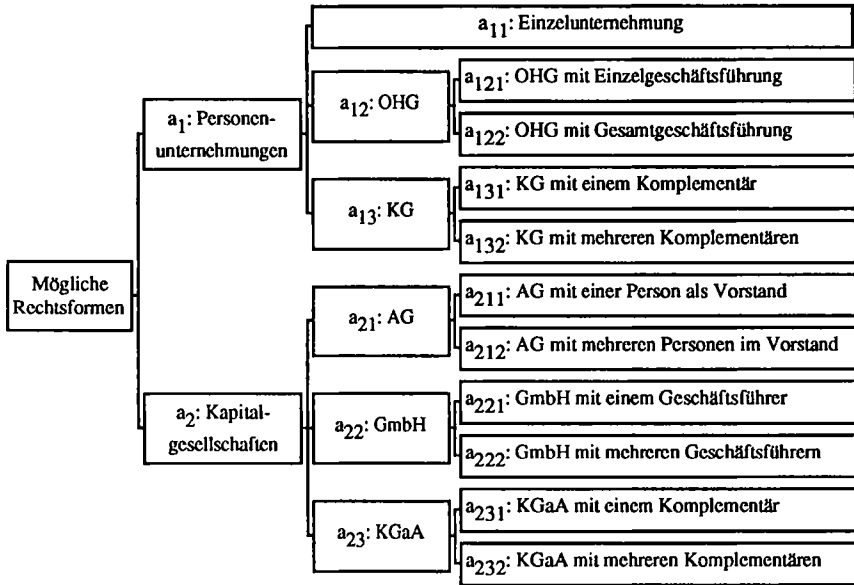 a11: Einzelunternehmung
a121: OHG mit Einzelgeschäftsführung
a12: OHG
a122: OHG mit Gesamtgeschäftsführung
a1: Personen-
unternehmungen
a131: KG mit einem Komplementär
a13: KG
a132: KG mit mehreren Komplementären
Mögliche
Rechtsformen
a211: AG mit einer Person als Vorstand
a21: AG
a212: AG mit mehreren Personen im Vorstand
a2: Kapital-
gesellschaften
a221: GmbH mit einem Geschäftsführer
a22: GmbH
a222: GmbH mit mehreren Geschäftsführern
a231: KGaA mit einem Komplementär
a23: KGaA
a232: KGaA mit mehreren Komplementären